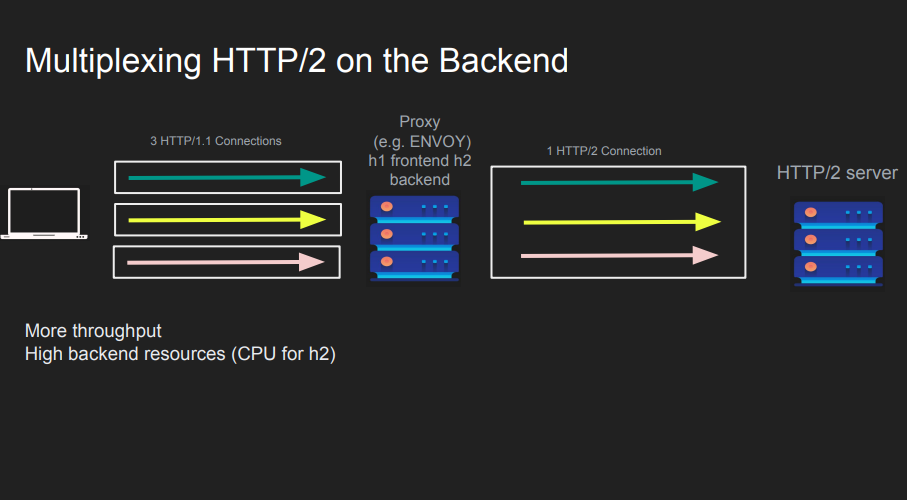 Multiplexing HTTP/2 on the Backend
3 HTTP/1.1 Connections
Proxy
(e.g. ENVOY)
h1 frontend h2
backend
1 HTTP/2 Connection
HTTP/2 server
More throughput
High backend resources (CPU for h2)